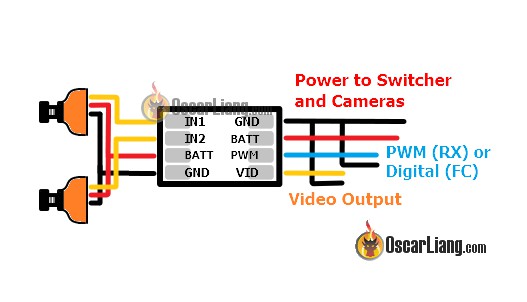 Power to Switcher
and Cameras
OscarLiang.com
IN1 GND
IN2 BATT
BATT PWM
GND VID
PWM (RX) or
Digital (FC)
Video Output
OscarLiang.com